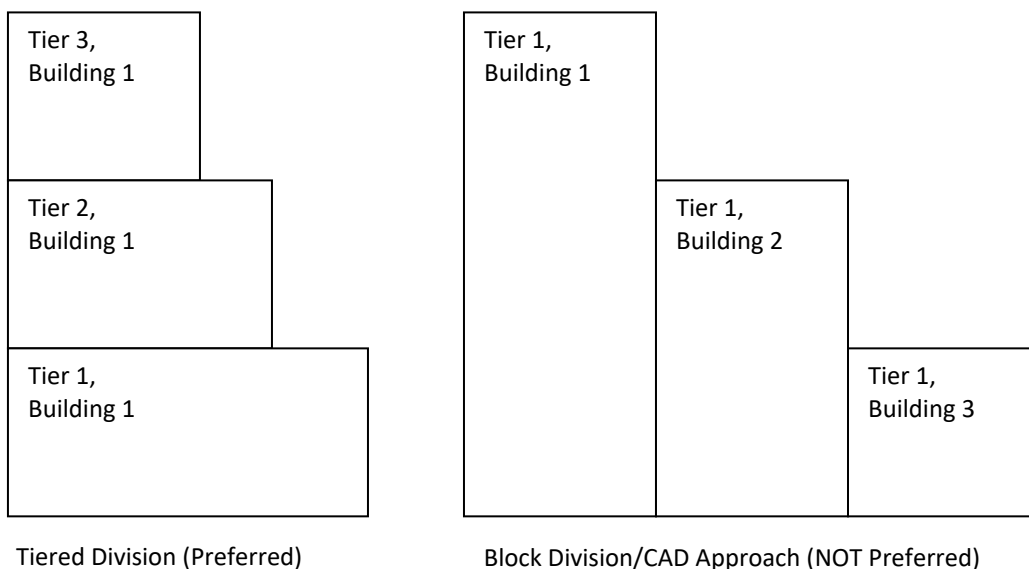 Tier 3,
Building 1
Tier 2,
Building 1
Tier 1,
Building 1
Tiered Division (Preferred)
Tier 1,
Building 1
Tier 1,
Building 2
Tier 1,
Building 3
Block Division/CAD Approach (NOT Preferred)